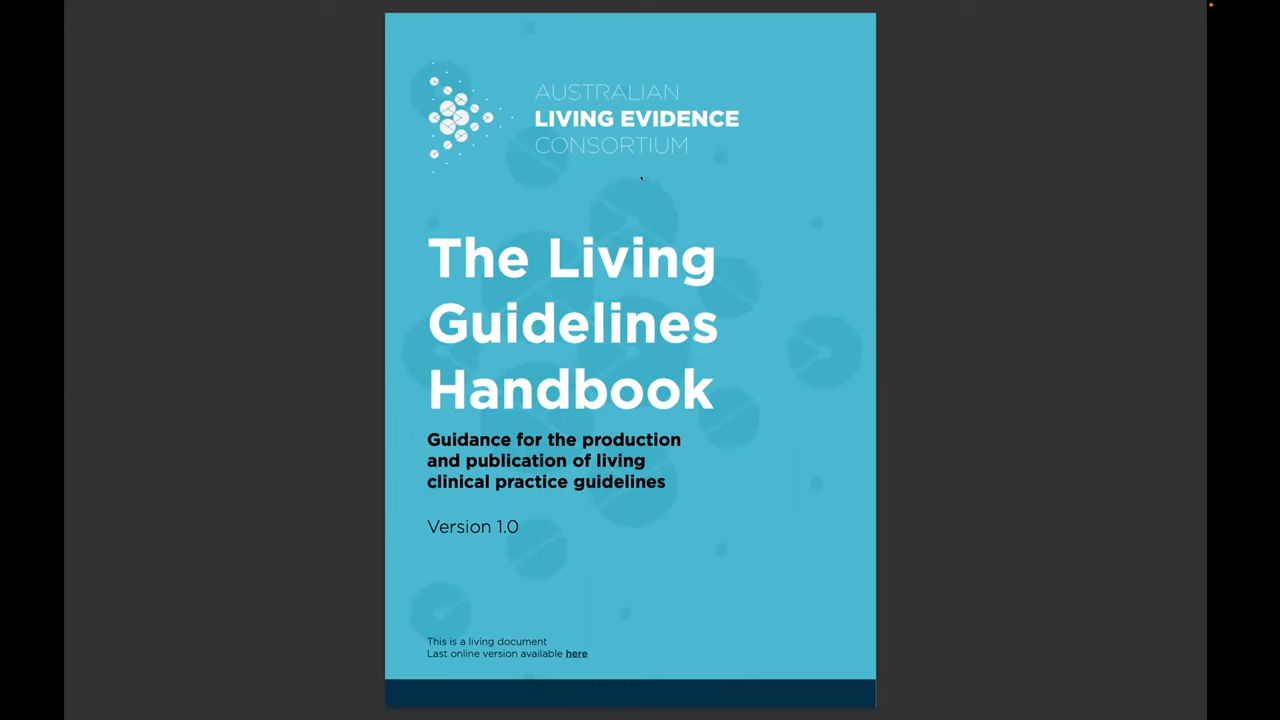 AUSTRALIAN
LIVING EVIDENCE
CONSORTIUM
The Living
Guidelines
Handbook
Guidance for the production
and publication of living
clinical practice guidelines
Version 1.0
This is a living document
Last online version available here